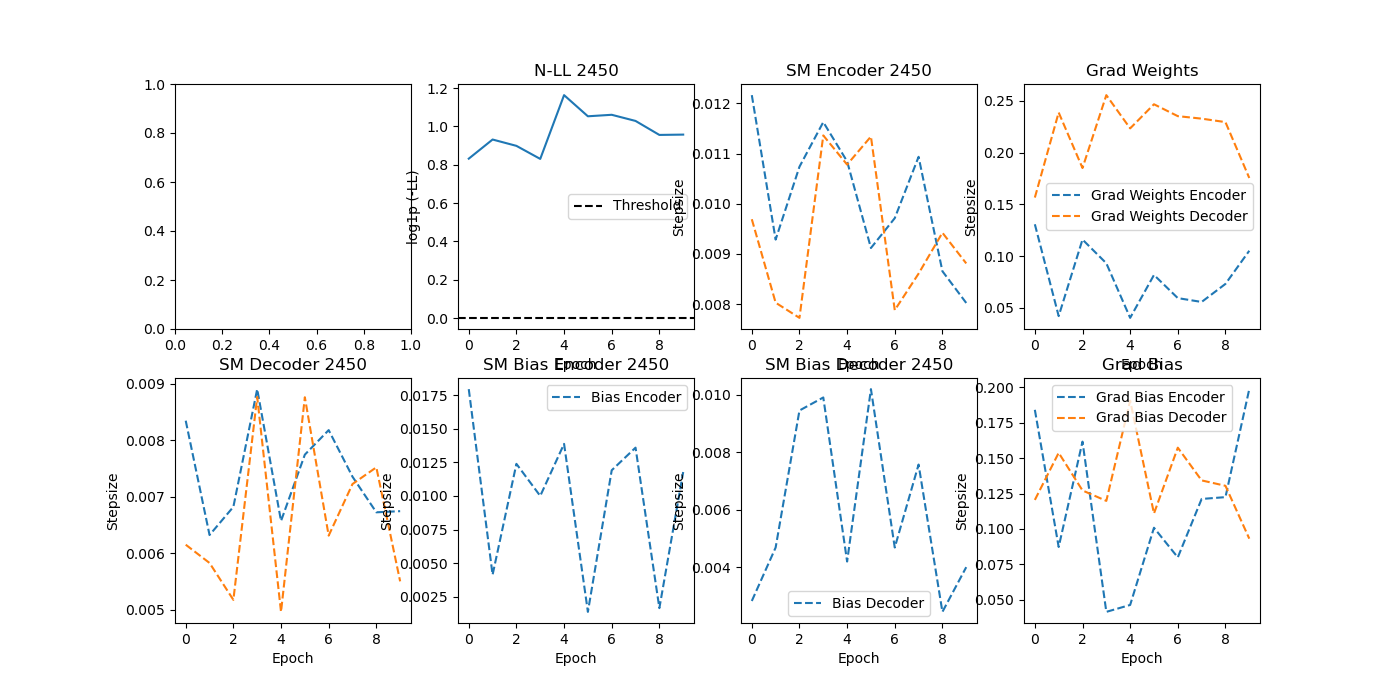 N-LL 2450
SM Encoder 2450
Grad Weights
1.0
0.8
0.6
0.4
0.2
0.0
0.0 0.2 0.4 0.6 0.8 1.0
log1p (-LL)
1.2
1.0
0.8
0.6
0.4
0.2
0.0
Threshold
0 2 4 6 8
Epoch
Stepsize
0.012
0.011
0.010
0.009
0.008
0 2 4 6 8
Epoch
Stepsize
0.25
0.20
0.15
0.10
0.05
Grad Weights Encoder
Grad Weights Decoder
0 2 4 6 8
Epoch
SM Decoder 2450
SM Bias Encoder 2450
SM Bias Decoder 2450
Grad Bias
Stepsize
0.009
0.008
0.007
0.006
0.005
0 2 4 6 8
Epoch
Stepsize
0.0175
0.0150
0.0125
0.0100
0.0075
0.0050
0.0025
Bias Encoder
0 2 4 6 8
Epoch
Stepsize
0.010
0.008
0.006
0.004
Bias Decoder
0 2 4 6 8
Epoch
Stepsize
0.200
0.175
0.150
0.125
0.100
0.075
0.050
Grad Bias Encoder
Grad Bias Decoder
0 2 4 6 8
Epoch